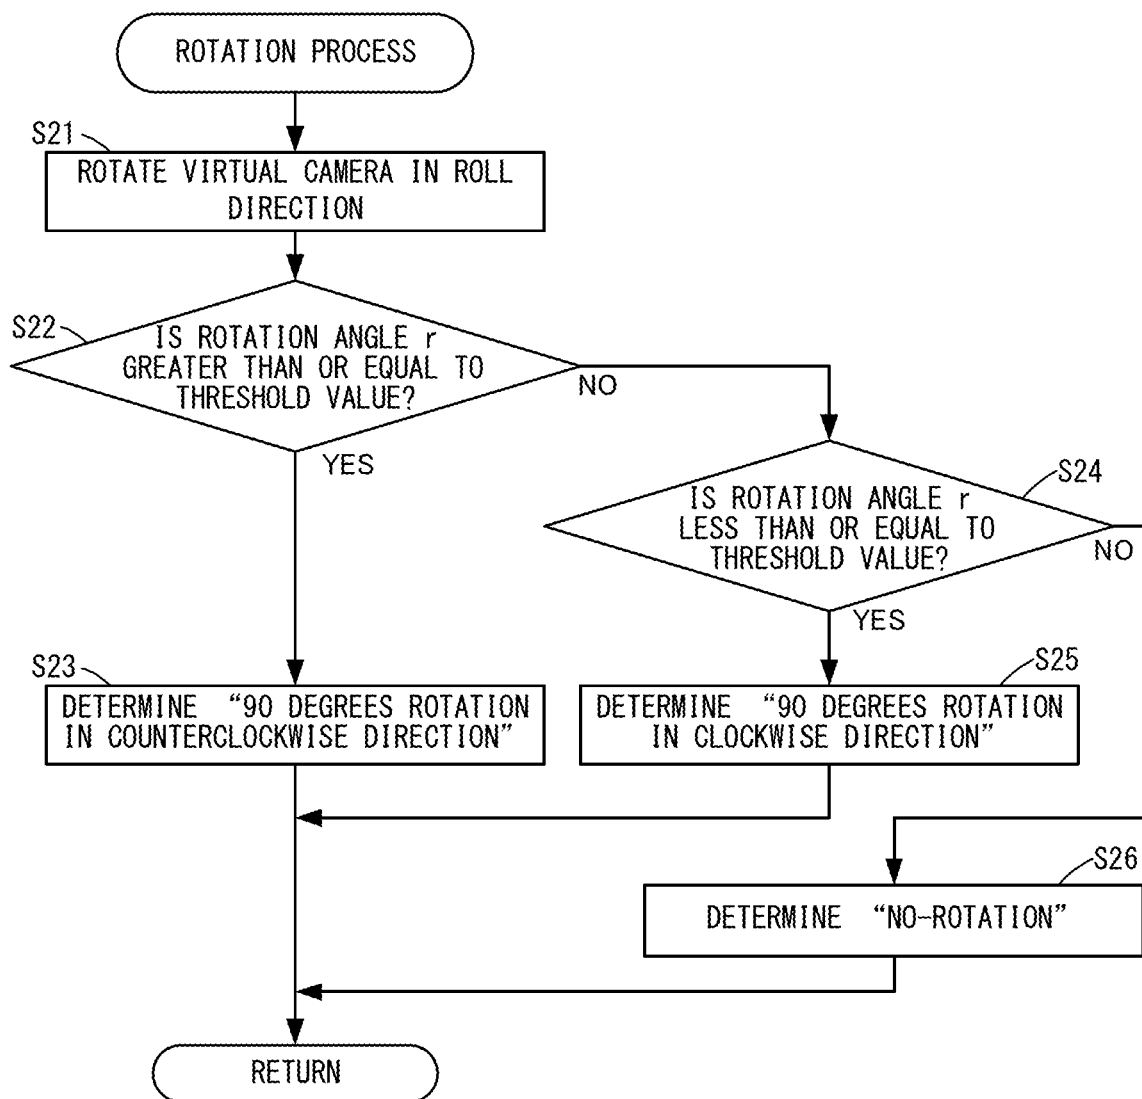 ROTATION PROCESS
S21
ROTATE VIRTUAL CAMERA IN ROLL
DIRECTION
S22
IS ROTATION ANGLE r
GREATER THAN OR EQUAL TO
THRESHOLD VALUE?
NO
YES
S24
IS ROTATION ANGLE r
LESS THAN OR EQUAL TO
THRESHOLD VALUE?
NO
YES
S23
DETERMINE “90 DEGREES ROTATION
IN COUNTERCLOCKWISE DIRECTION”
S25
DETERMINE “90 DEGREES ROTATION
IN CLOCKWISE DIRECTION”
S26
DETERMINE “NO-ROTATION”
RETURN